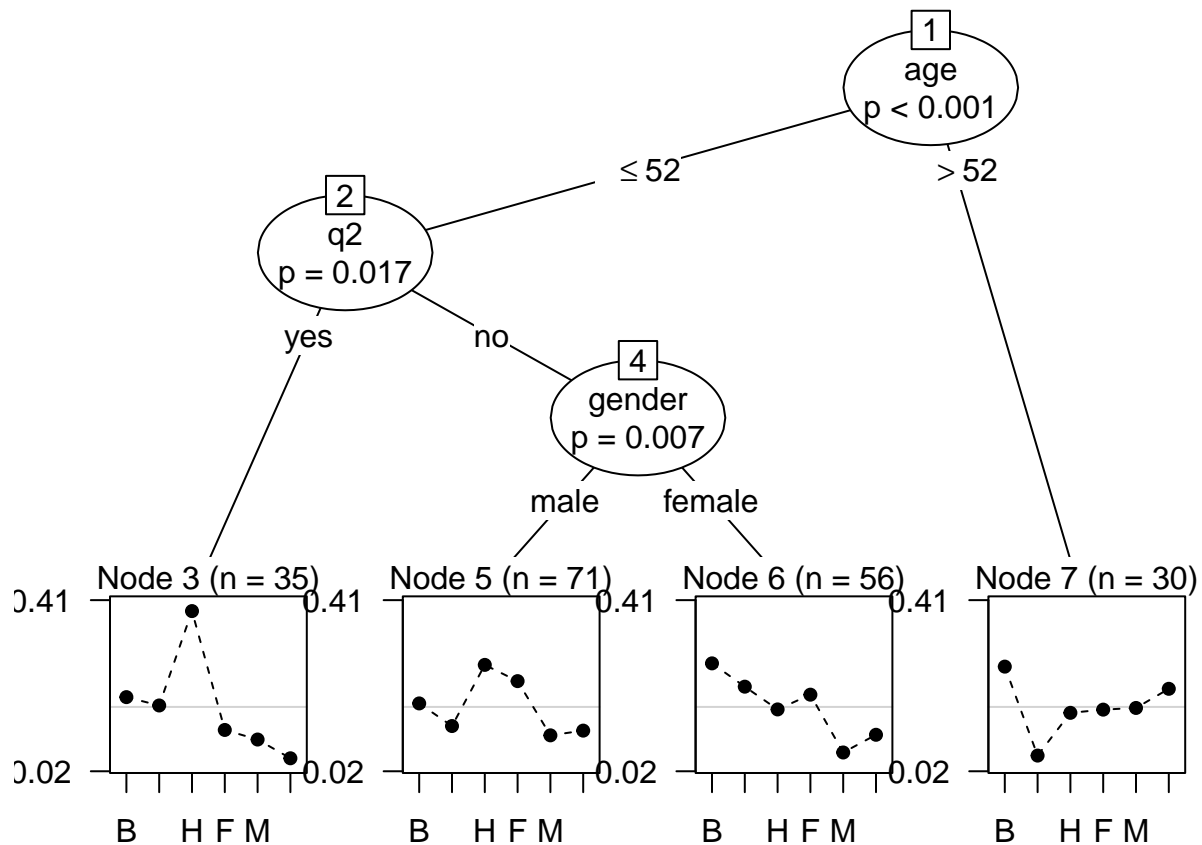 1
age
p < 0.001
≤ 52
> 52
2
q2
p = 0.017
yes
no
4
gender
p = 0.007
male
female
Node 3 (n = 35)
Node 5 (n = 71)
Node 6 (n = 56)
Node 7 (n = 30)
0.41
0.41
0.41
0.41
0.02
0.02
0.02
0.02
B H F M
B H F M
B H F M
B H F M